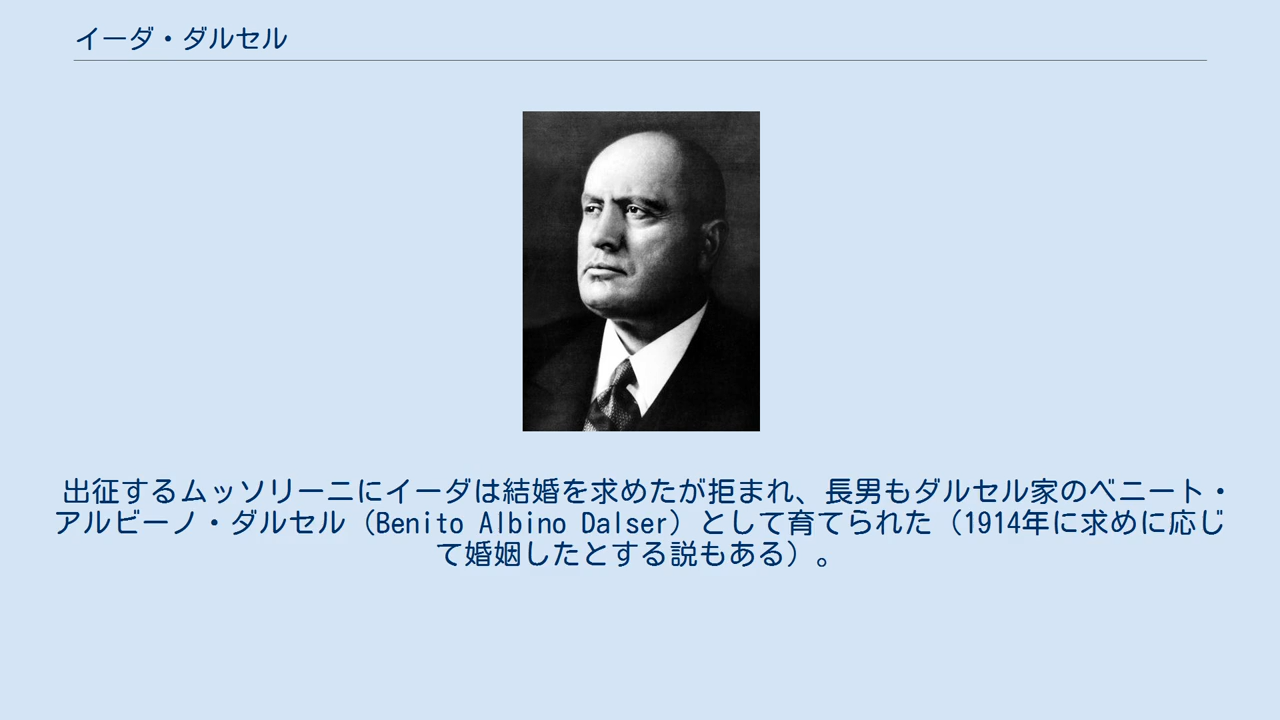 イーダ・ダルセル
出征するムッソリーニにイーダは結婚を求めたが拒まれ、長男もダルセル家のベニート・
アルビーノ・ダルセル（Benito Albino Dalser）として育てられた（1914年に求めに応じ
て婚姻したとする説もある）。